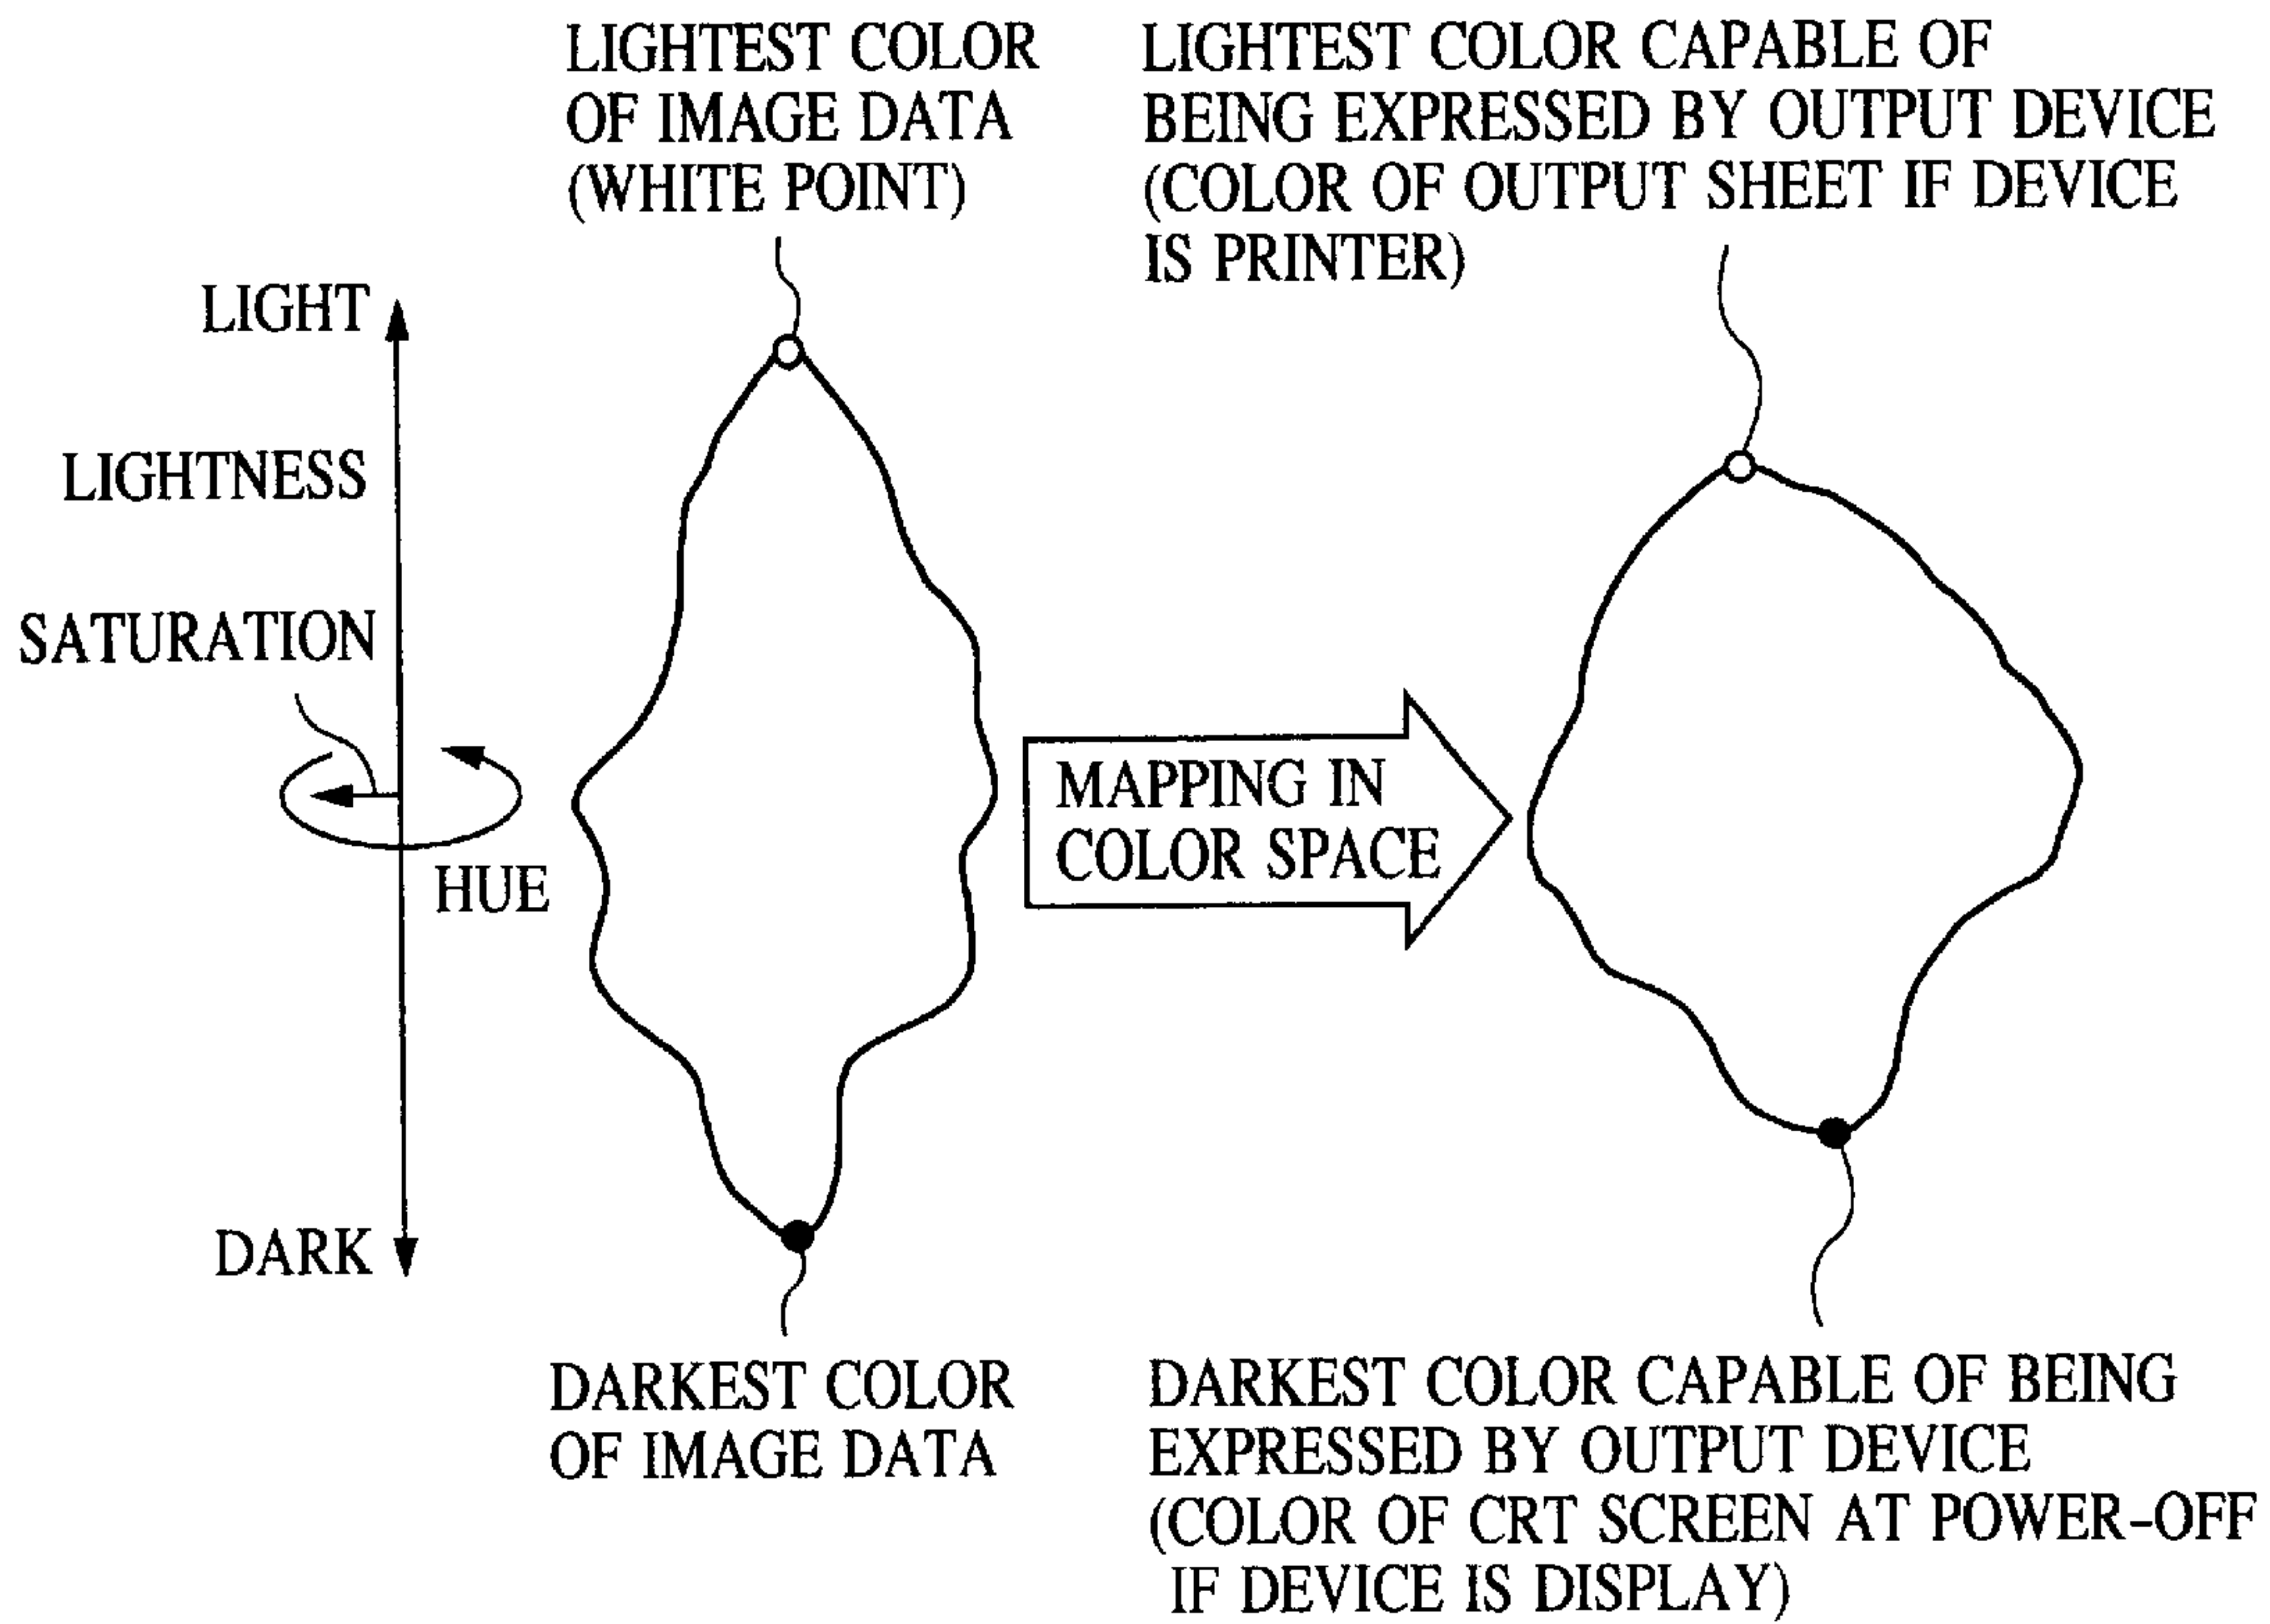 LIGHTEST COLOR
OF IMAGE DATA
(WHITE POINT)
LIGHTEST COLOR CAPABLE OF
BEING EXPRESSED BY OUTPUT DEVICE
(COLOR OF OUTPUT SHEET IF DEVICE
IS PRINTER)
LIGHT
LIGHTNESS
SATURATION
HUE
DARK
MAPPING IN
COLOR SPACE
DARKEST COLOR
OF IMAGE DATA
DARKEST COLOR CAPABLE OF BEING
EXPRESSED BY OUTPUT DEVICE
(COLOR OF CRT SCREEN AT POWER-OFF
IF DEVICE IS DISPLAY)